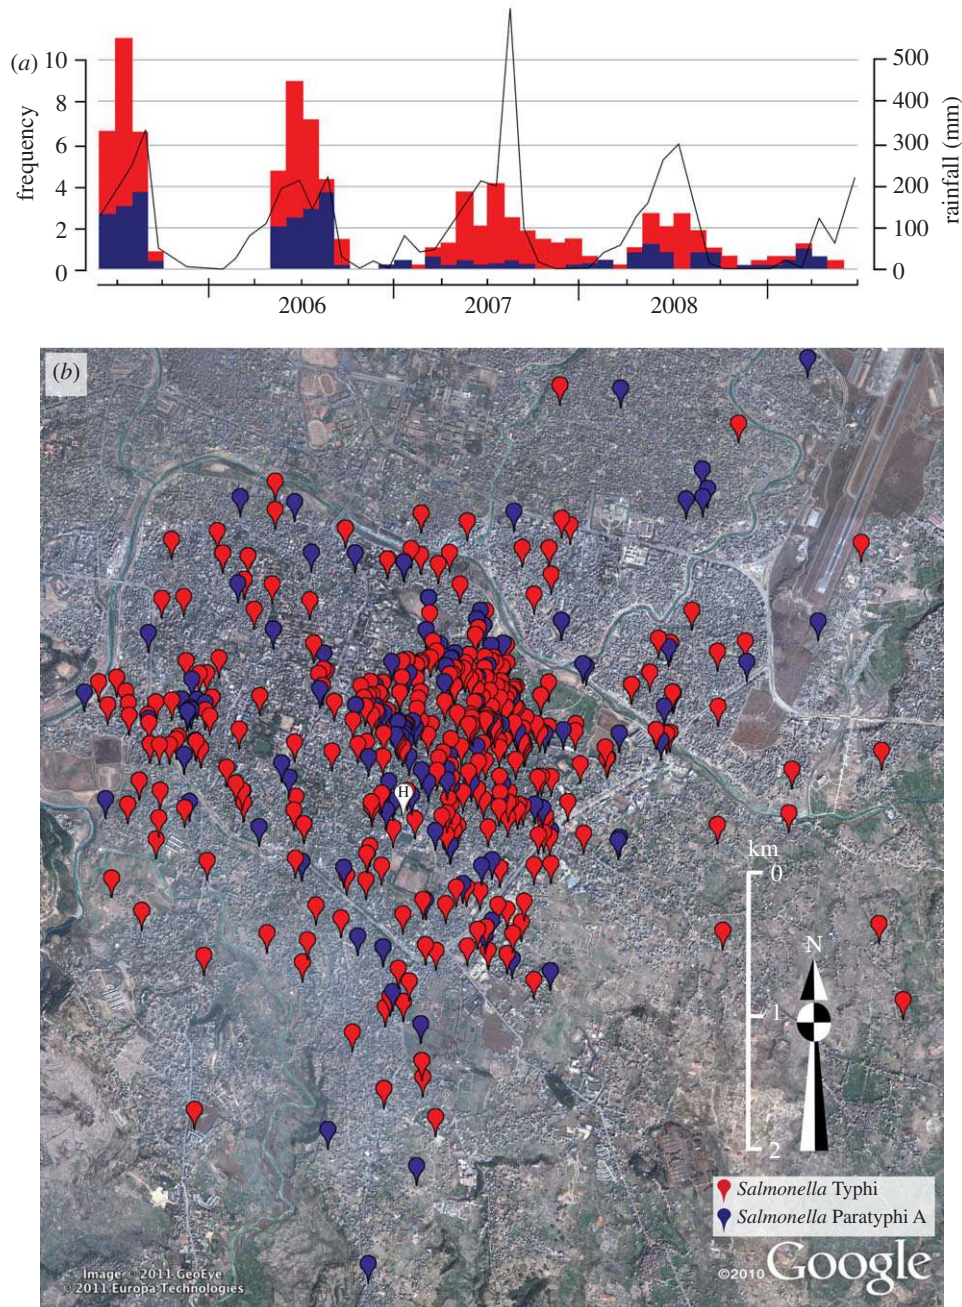 (a)
frequency
10
8
6
4
2
0
500
400
300
200
100
0
rainfall (mm)
2006
2007
2008
(b)
H
km
0
1
2
N
Salmonella Typhi
Salmonella Paratyphi A
Image © 2011 GeoEye
© 2011 Europa Technologies
©2010 Google